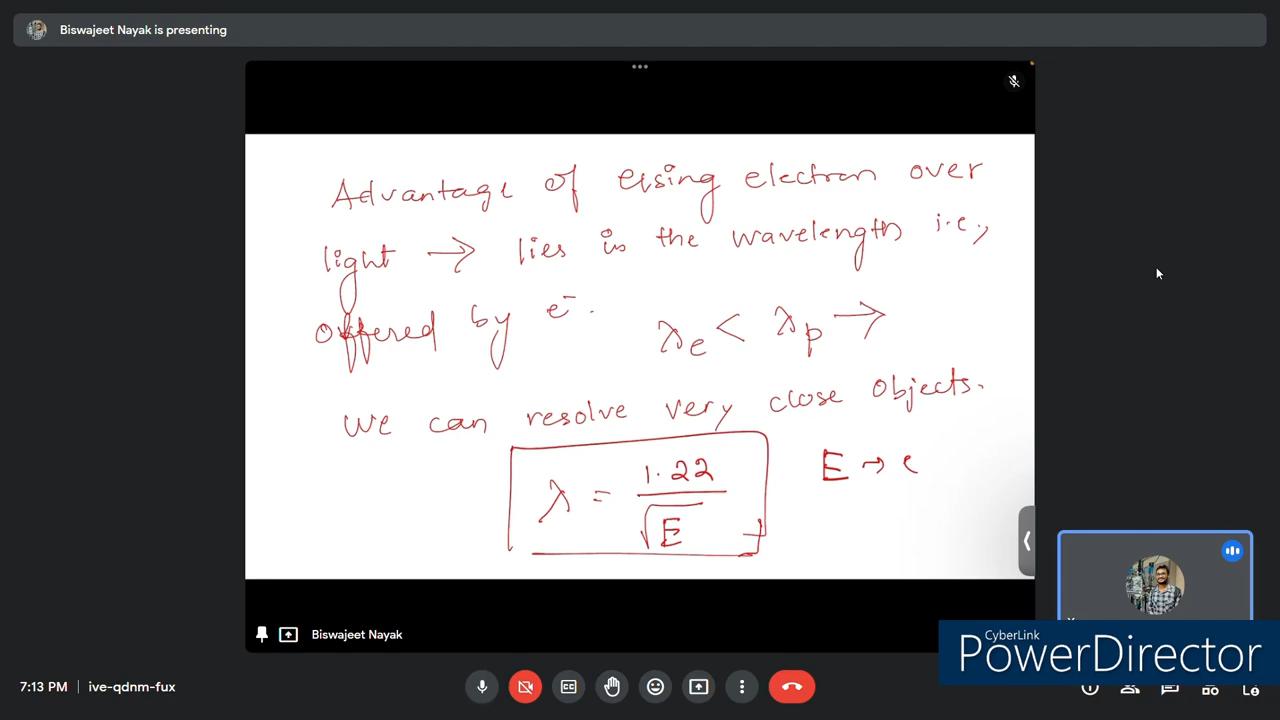 Biswajeet Nayak is presenting
Advantage of using electron over
light → lies in the wavelength i.e.,
offered by e⁻.
λe < λp →
We can resolve very close objects.
λ = 1.22 / √E
E → e
Biswajeet Nayak
CyberLink
PowerDirector
7:13 PM | ive-qdnm-fux